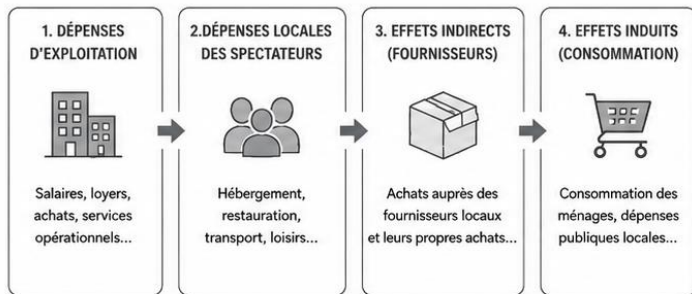 1. DÉPENSES
D'EXPLOITATION
Salaires, loyers,
achats, services
opérationnels...
2.DÉPENSES LOCALES
DES SPECTATEURS
Hébergement,
restauration,
transport, loisirs...
3. EFFETS INDIRECTS
(FOURNISSEURS)
Achats auprès des
fournisseurs locaux
et leurs propres achats...
4. EFFETS INDUITS
(CONSOMMATION)
Consommation des
ménages, dépenses
publiques locales...